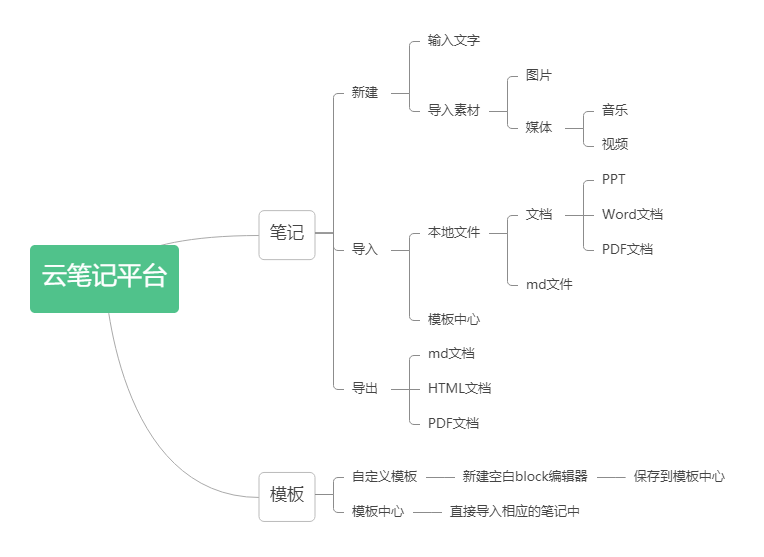 云笔记平台
笔记
新建
输入文字
导入素材
图片
媒体
音乐
视频
导入
本地文件
文档
PPT
Word文档
PDF文档
md文件
模板中心
导出
md文档
HTML文档
PDF文档
模板
自定义模板
新建空白block编辑器
保存到模板中心
模板中心
直接导入相应的笔记中